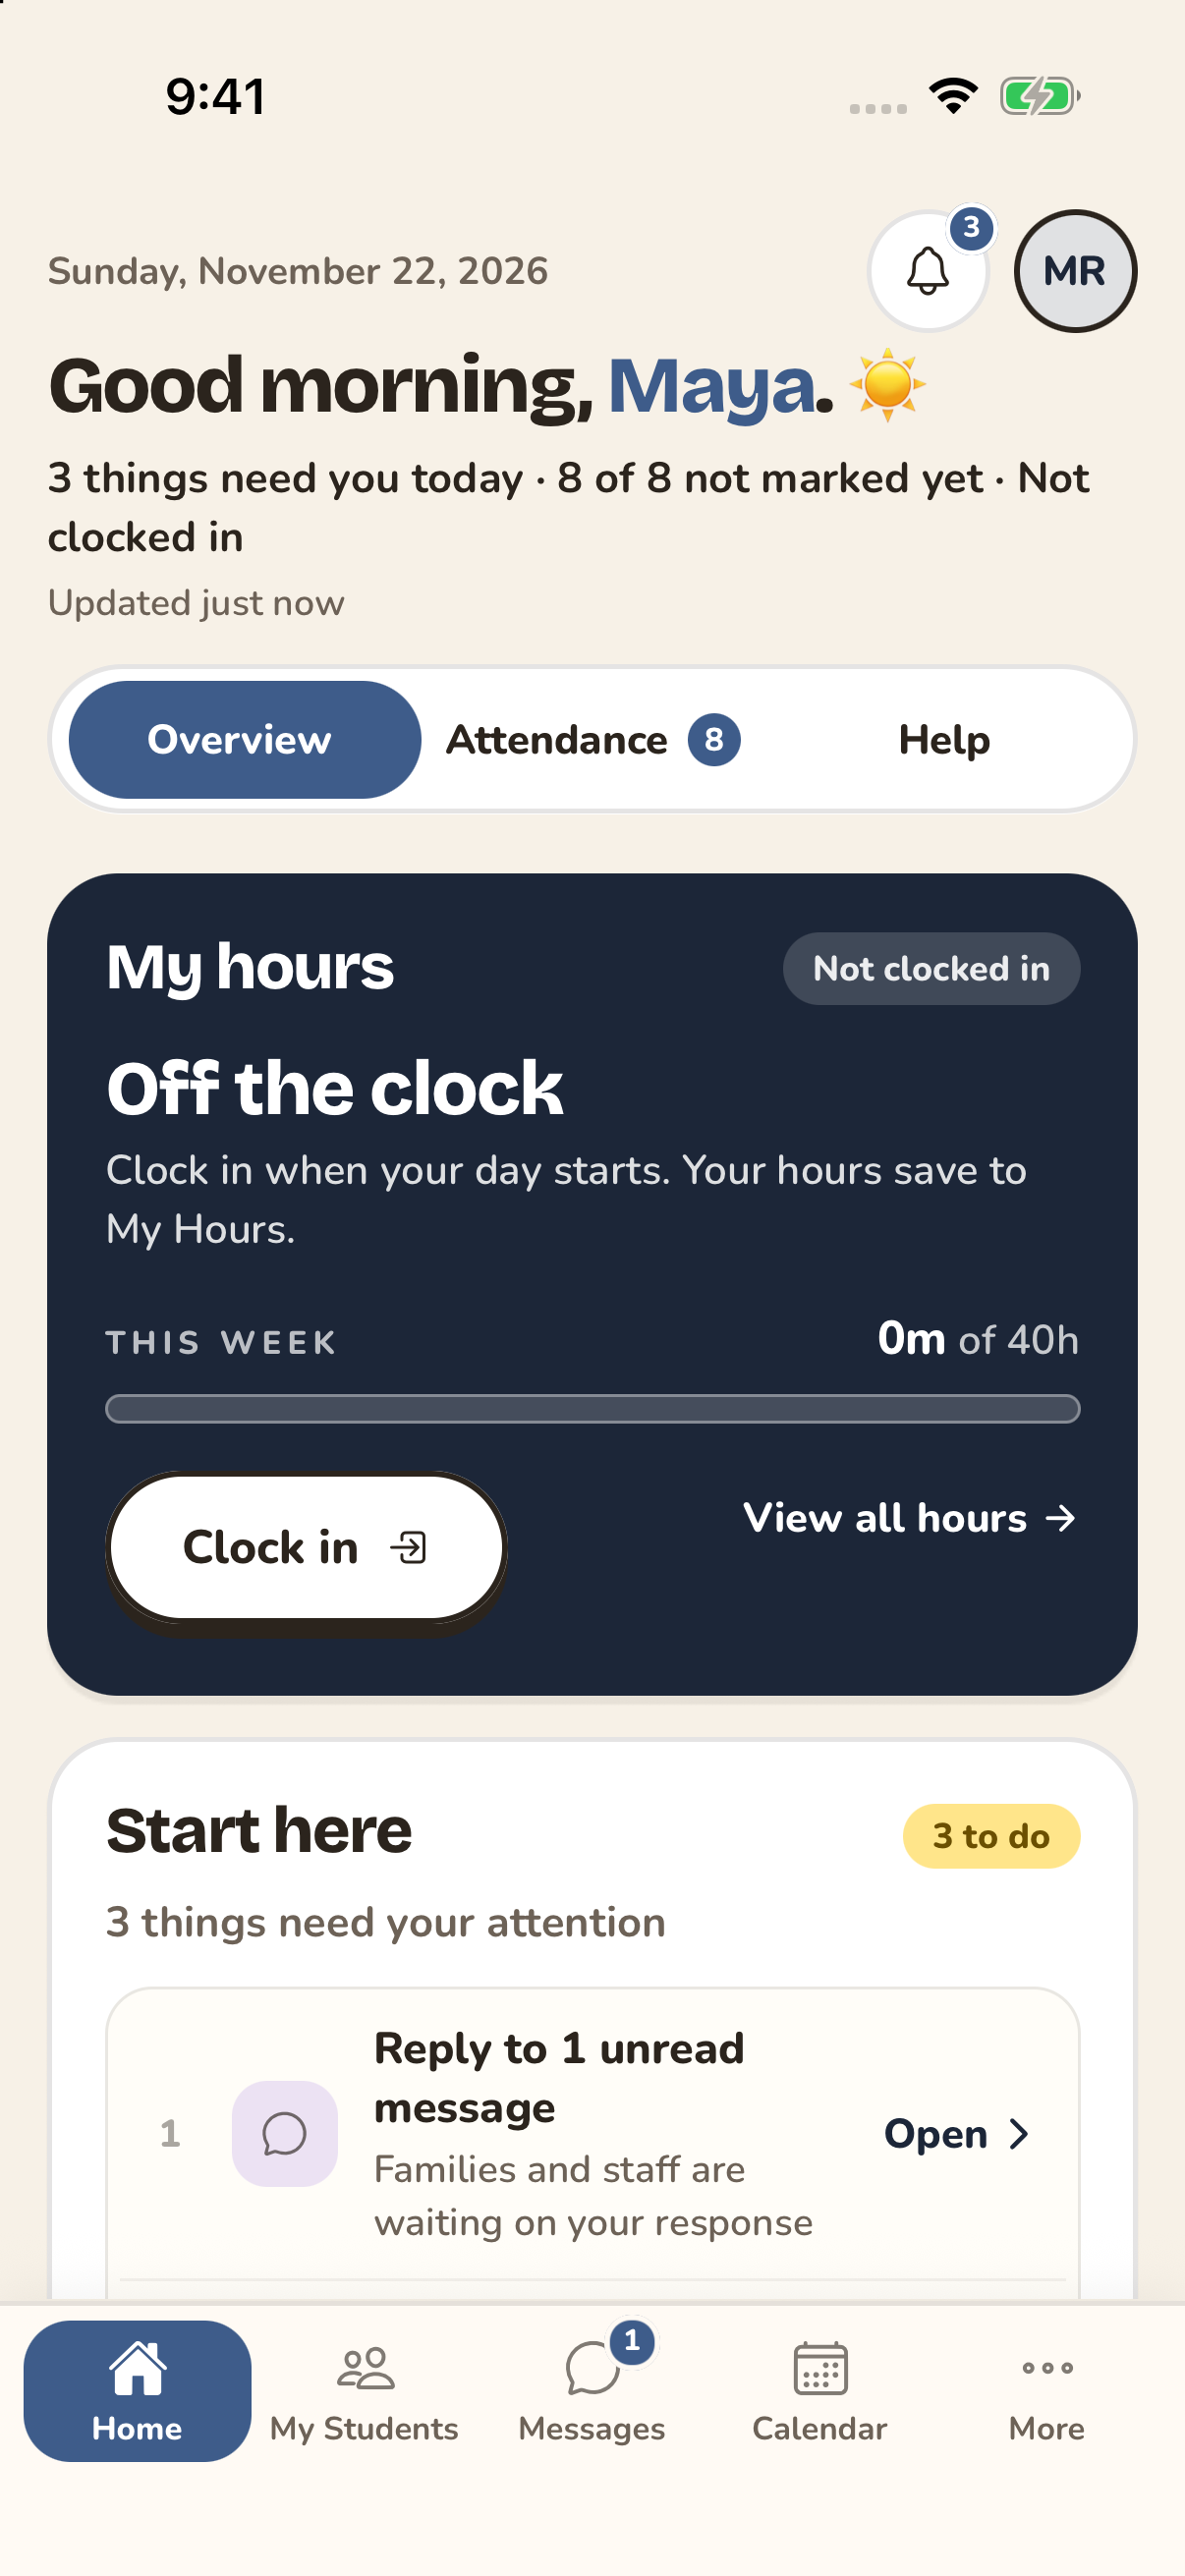 9:41
Sunday, November 22, 2026
3
MR
Good morning, Maya. ☀️
3 things need you today · 8 of 8 not marked yet · Not
clocked in
Updated just now
Overview
Attendance 8
Help
My hours
Not clocked in
Off the clock
Clock in when your day starts. Your hours save to
My Hours.
THIS WEEK
0m of 40h
Clock in
View all hours
Start here
3 to do
3 things need your attention
1
Reply to 1 unread
message
Families and staff are
waiting on your response
Open
Home
My Students
1
Messages
Calendar
More